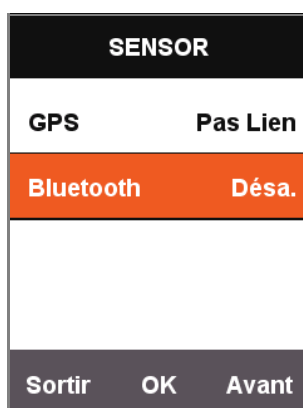 SENSOR
GPS Pas Lien
Bluetooth Désa.
Sortir OK Avant